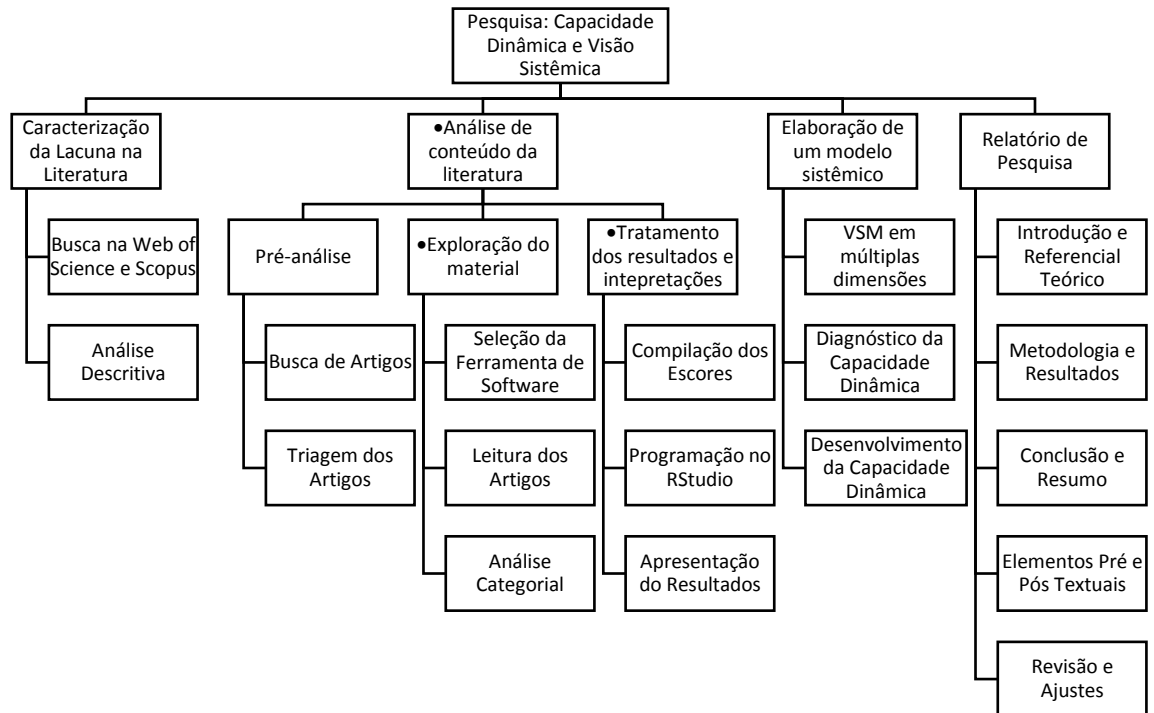 Pesquisa: Capacidade
Dinâmica e Visão
Sistêmica
Caracterização
da Lacuna na
Literatura
Busca na Web of
Science e Scopus
Análise
Descritiva
•Análise de
conteúdo da
literatura
Pré-análise
Busca de Artigos
Triagem dos
Artigos
•Exploração do
material
Seleção da
Ferramenta de
Software
Leitura dos
Artigos
Análise
Categorial
•Tratamento
dos resultados e
intepretações
Compilação dos
Escores
Programação no
RStudio
Apresentação
do Resultados
Elaboração de
um modelo
sistêmico
VSM em
múltiplas
dimensões
Diagnóstico da
Capacidade
Dinâmica
Desenvolvimento
da Capacidade
Dinâmica
Relatório de
Pesquisa
Introdução e
Referencial
Teórico
Metodologia e
Resultados
Conclusão e
Resumo
Elementos Pré e
Pós Textuais
Revisão e
Ajustes